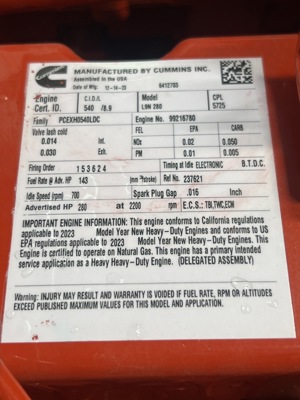 Cummins
MANUFACTURED BY CUMMINS INC.
Assembled in the USA
Date of Mfg: 12-14-23 6412703
Engine C.I.D./L Model CPL
Cert. ID. 540 /8.9 L9N 280 5725
Family PCEXH0540LDC Engine No. 99216780
Valve lash cold FEL EPA CARB
0.014 NOx 0.02 0.050
0.030 PM 0.01 0.005
Firing Order 153624 Timing at Idle ELECTRONIC B.T.D.C.
Fuel Rate @ Adv. HP 143 (mm ³/stroke) Ref. No. 237621
Idle Speed (rpm) 700 Spark Plug Gap .016 Inch
Advertised HP 280 at 2200 rpm E.C.S.: TBI,TWC,ECM
IMPORTANT ENGINE INFORMATION: This engine conforms to California regulations
applicable to 2023 Model Year New Heavy-Duty Engines and conforms to US
EPA regulations applicable to 2023 Model Year New Heavy-Duty Engines. This
Engine is certified to operate on Natural Gas. This engine has a primary intended
service application as a Heavy Heavy-Duty Engine. (DELEGATED ASSEMBLY)
Warning: INJURY MAY RESULT AND WARRANTY IS VOIDED IF FUEL RATE, RPM OR ALTITUDES
EXCEED PUBLISHED MAXIMUM VALUES FOR THIS MODEL AND APPLICATION.